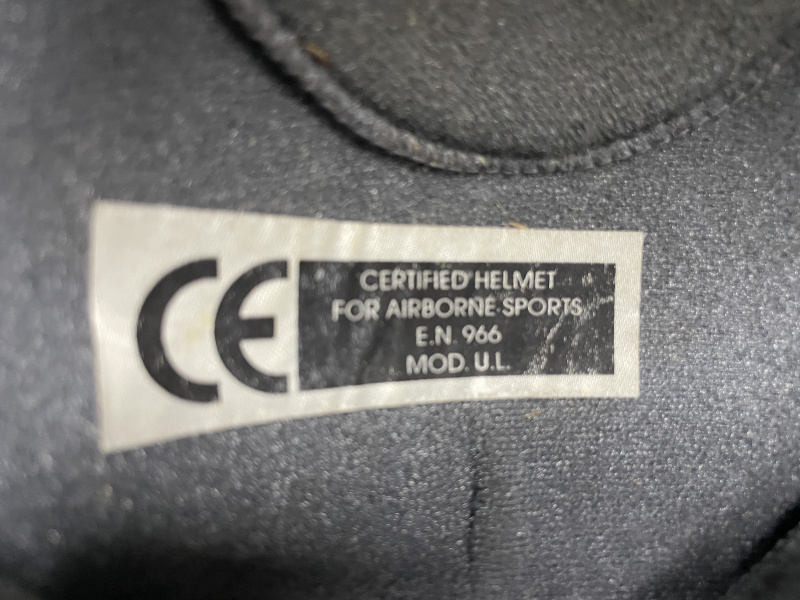 CE
CERTIFIED HELMET
FOR AIRBORNE SPORTS
E.N. 966
MOD. U.L.